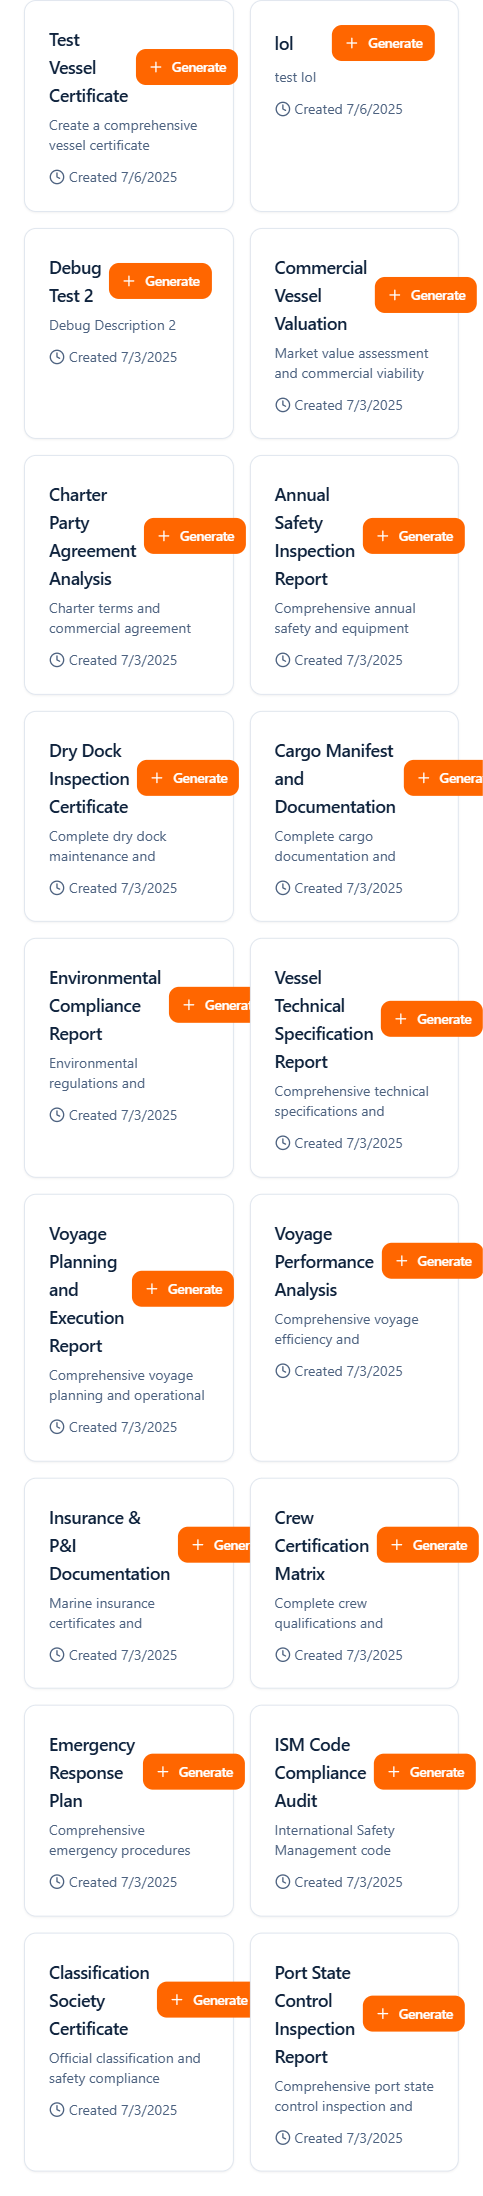 Test
Vessel
Certificate
+ Generate
Create a comprehensive
vessel certificate
Created 7/6/2025
lol
+ Generate
test lol
Created 7/6/2025
Debug
Test 2
+ Generate
Debug Description 2
Created 7/3/2025
Commercial
Vessel
Valuation
+ Generate
Market value assessment
and commercial viability
Created 7/3/2025
Charter
Party
Agreement
Analysis
+ Generate
Charter terms and
commercial agreement
Created 7/3/2025
Annual
Safety
Inspection
Report
+ Generate
Comprehensive annual
safety and equipment
Created 7/3/2025
Dry Dock
Inspection
Certificate
+ Generate
Complete dry dock
maintenance and
Created 7/3/2025
Cargo Manifest
and
Documentation
+ Genera
Complete cargo
documentation and
Created 7/3/2025
Environmental
Compliance
Report
+ Generat
Environmental
regulations and
Created 7/3/2025
Vessel
Technical
Specification
Report
+ Generate
Comprehensive technical
specifications and
Created 7/3/2025
Voyage
Planning
and
Execution
Report
+ Generate
Comprehensive voyage
planning and operational
Created 7/3/2025
Voyage
Performance
Analysis
+ Generate
Comprehensive voyage
efficiency and
Created 7/3/2025
Insurance &
P&I
Documentation
+ Gener
Marine insurance
certificates and
Created 7/3/2025
Crew
Certification
Matrix
+ Generate
Complete crew
qualifications and
Created 7/3/2025
Emergency
Response
Plan
+ Generate
Comprehensive
emergency procedures
Created 7/3/2025
ISM Code
Compliance
Audit
+ Generate
International Safety
Management code
Created 7/3/2025
Classification
Society
Certificate
+ Generate
Official classification and
safety compliance
Created 7/3/2025
Port State
Control
Inspection
Report
+ Generate
Comprehensive port state
control inspection and
Created 7/3/2025